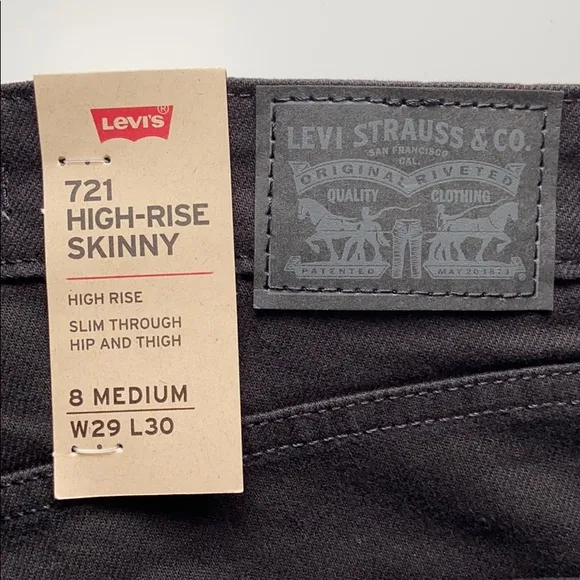 Levi's®
721
HIGH-RISE
SKINNY
HIGH RISE
SLIM THROUGH
HIP AND THIGH
8 MEDIUM
W29 L30
LEVI STRAUSS & CO.
SAN FRANCISCO
CAL.
ORIGINAL RIVETED
QUALITY CLOTHING
PATENTED MAY 20 1873